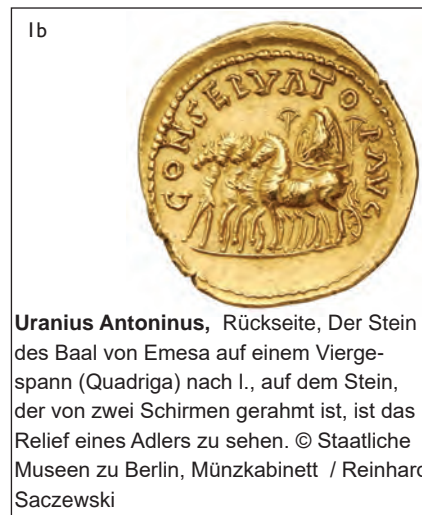 1b
CONSERVATOR AVG
Uranius Antoninus, Rückseite, Der Stein
des Baal von Emesa auf einem Vierge-
spann (Quadriga) nach l., auf dem Stein,
der von zwei Schirmen gerahmt ist, ist das
Relief eines Adlers zu sehen. © Staatliche
Museen zu Berlin, Münzkabinett / Reinhard
Saczewski